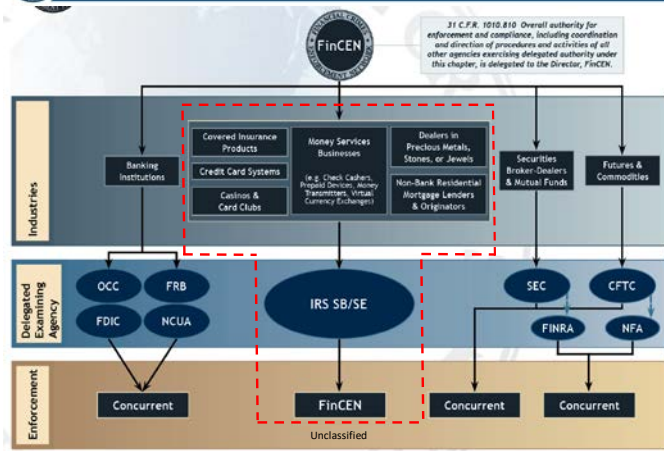 FINANCIAL CRIMES
FinCEN
ENFORCEMENT NETWORK
31 C.F.R. 1010.810 Overall authority for
enforcement and compliance, including coordination
and direction of procedures and activities of all
other agencies exercising delegated authority under
this chapter, is delegated to the Director, FinCEN.
Industries
Banking
Institutions
Covered Insurance
Products
Credit Card Systems
Casinos &
Card Clubs
Money Services
Businesses
(e.g. Check Cashers,
Prepaid Devices, Money
Transmitters, Virtual
Currency Exchanges)
Dealers in
Precious Metals,
Stones, or Jewels
Non-Bank Residential
Mortgage Lenders
& Originators
Securities
Broker-Dealers
& Mutual Funds
Futures &
Commodities
Delegated
Examining
Agency
OCC
FRB
FDIC
NCUA
IRS SB/SE
SEC
CFTC
FINRA
NFA
Enforcement
Concurrent
FinCEN
Concurrent
Concurrent
Unclassified